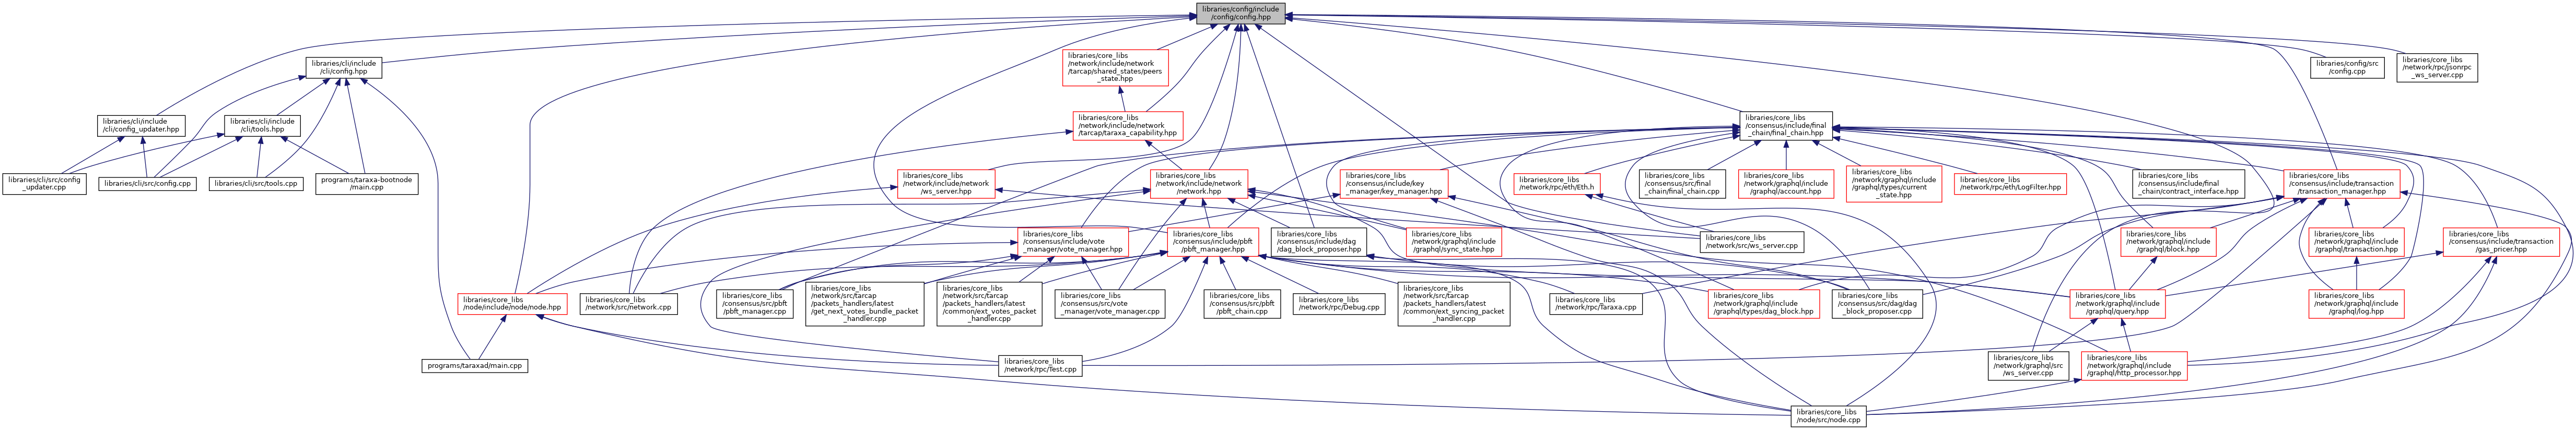 libraries/config/include
/config/config.hpp
libraries/core_libs
/network/include/network
/tarcap/shared_states/peers
_state.hpp
libraries/cli/include
/cli/config.hpp
libraries/config/src
/config.cpp
libraries/core_libs
/network/rpc/jsonrpc
_ws_server.cpp
libraries/cli/include
/cli/config_updater.hpp
libraries/cli/include
/cli/tools.hpp
libraries/core_libs
/network/include/network
/tarcap/taraxa_capability.hpp
libraries/core_libs
/consensus/include/final
_chain/final_chain.hpp
libraries/cli/src/config
_updater.cpp
libraries/cli/src/config.cpp
libraries/cli/src/tools.cpp
programs/taraxa-bootnode
/main.cpp
libraries/core_libs
/network/include/network
/ws_server.hpp
libraries/core_libs
/network/include/network
/network.hpp
libraries/core_libs
/consensus/include/key
_manager/key_manager.hpp
libraries/core_libs
/network/rpc/eth/Eth.h
libraries/core_libs
/consensus/src/final
_chain/final_chain.cpp
libraries/core_libs
/network/graphql/include
/graphql/account.hpp
libraries/core_libs
/network/graphql/include
/graphql/types/current
_state.hpp
libraries/core_libs
/network/rpc/eth/LogFilter.hpp
libraries/core_libs
/consensus/include/final
_chain/contract_interface.hpp
libraries/core_libs
/consensus/include/transaction
/transaction_manager.hpp
libraries/core_libs
/consensus/include/vote
_manager/vote_manager.hpp
libraries/core_libs
/consensus/include/pbft
/pbft_manager.hpp
libraries/core_libs
/consensus/include/dag
/dag_block_proposer.hpp
libraries/core_libs
/network/graphql/include
/graphql/sync_state.hpp
libraries/core_libs
/network/src/ws_server.cpp
libraries/core_libs
/network/graphql/include
/graphql/block.hpp
libraries/core_libs
/network/graphql/include
/graphql/transaction.hpp
libraries/core_libs
/consensus/include/transaction
/gas_pricer.hpp
libraries/core_libs
/node/include/node/node.hpp
libraries/core_libs
/network/src/network.cpp
libraries/core_libs
/consensus/src/pbft
/pbft_manager.cpp
libraries/core_libs
/network/src/tarcap
/packets_handlers/latest
/get_next_votes_bundle_packet
_handler.cpp
libraries/core_libs
/network/src/tarcap
/packets_handlers/latest
/common/ext_votes_packet
_handler.cpp
libraries/core_libs
/consensus/src/vote
_manager/vote_manager.cpp
libraries/core_libs
/consensus/src/pbft
/pbft_chain.cpp
libraries/core_libs
/network/rpc/Debug.cpp
libraries/core_libs
/network/src/tarcap
/packets_handlers/latest
/common/ext_syncing_packet
_handler.cpp
libraries/core_libs
/network/rpc/Taraxa.cpp
libraries/core_libs
/network/graphql/include
/graphql/types/dag_block.hpp
libraries/core_libs
/consensus/src/dag/dag
_block_proposer.cpp
libraries/core_libs
/network/graphql/include
/graphql/query.hpp
libraries/core_libs
/network/graphql/include
/graphql/log.hpp
programs/taraxad/main.cpp
libraries/core_libs
/network/rpc/Test.cpp
libraries/core_libs
/network/graphql/src
/ws_server.cpp
libraries/core_libs
/network/graphql/include
/graphql/http_processor.hpp
libraries/core_libs
/node/src/node.cpp